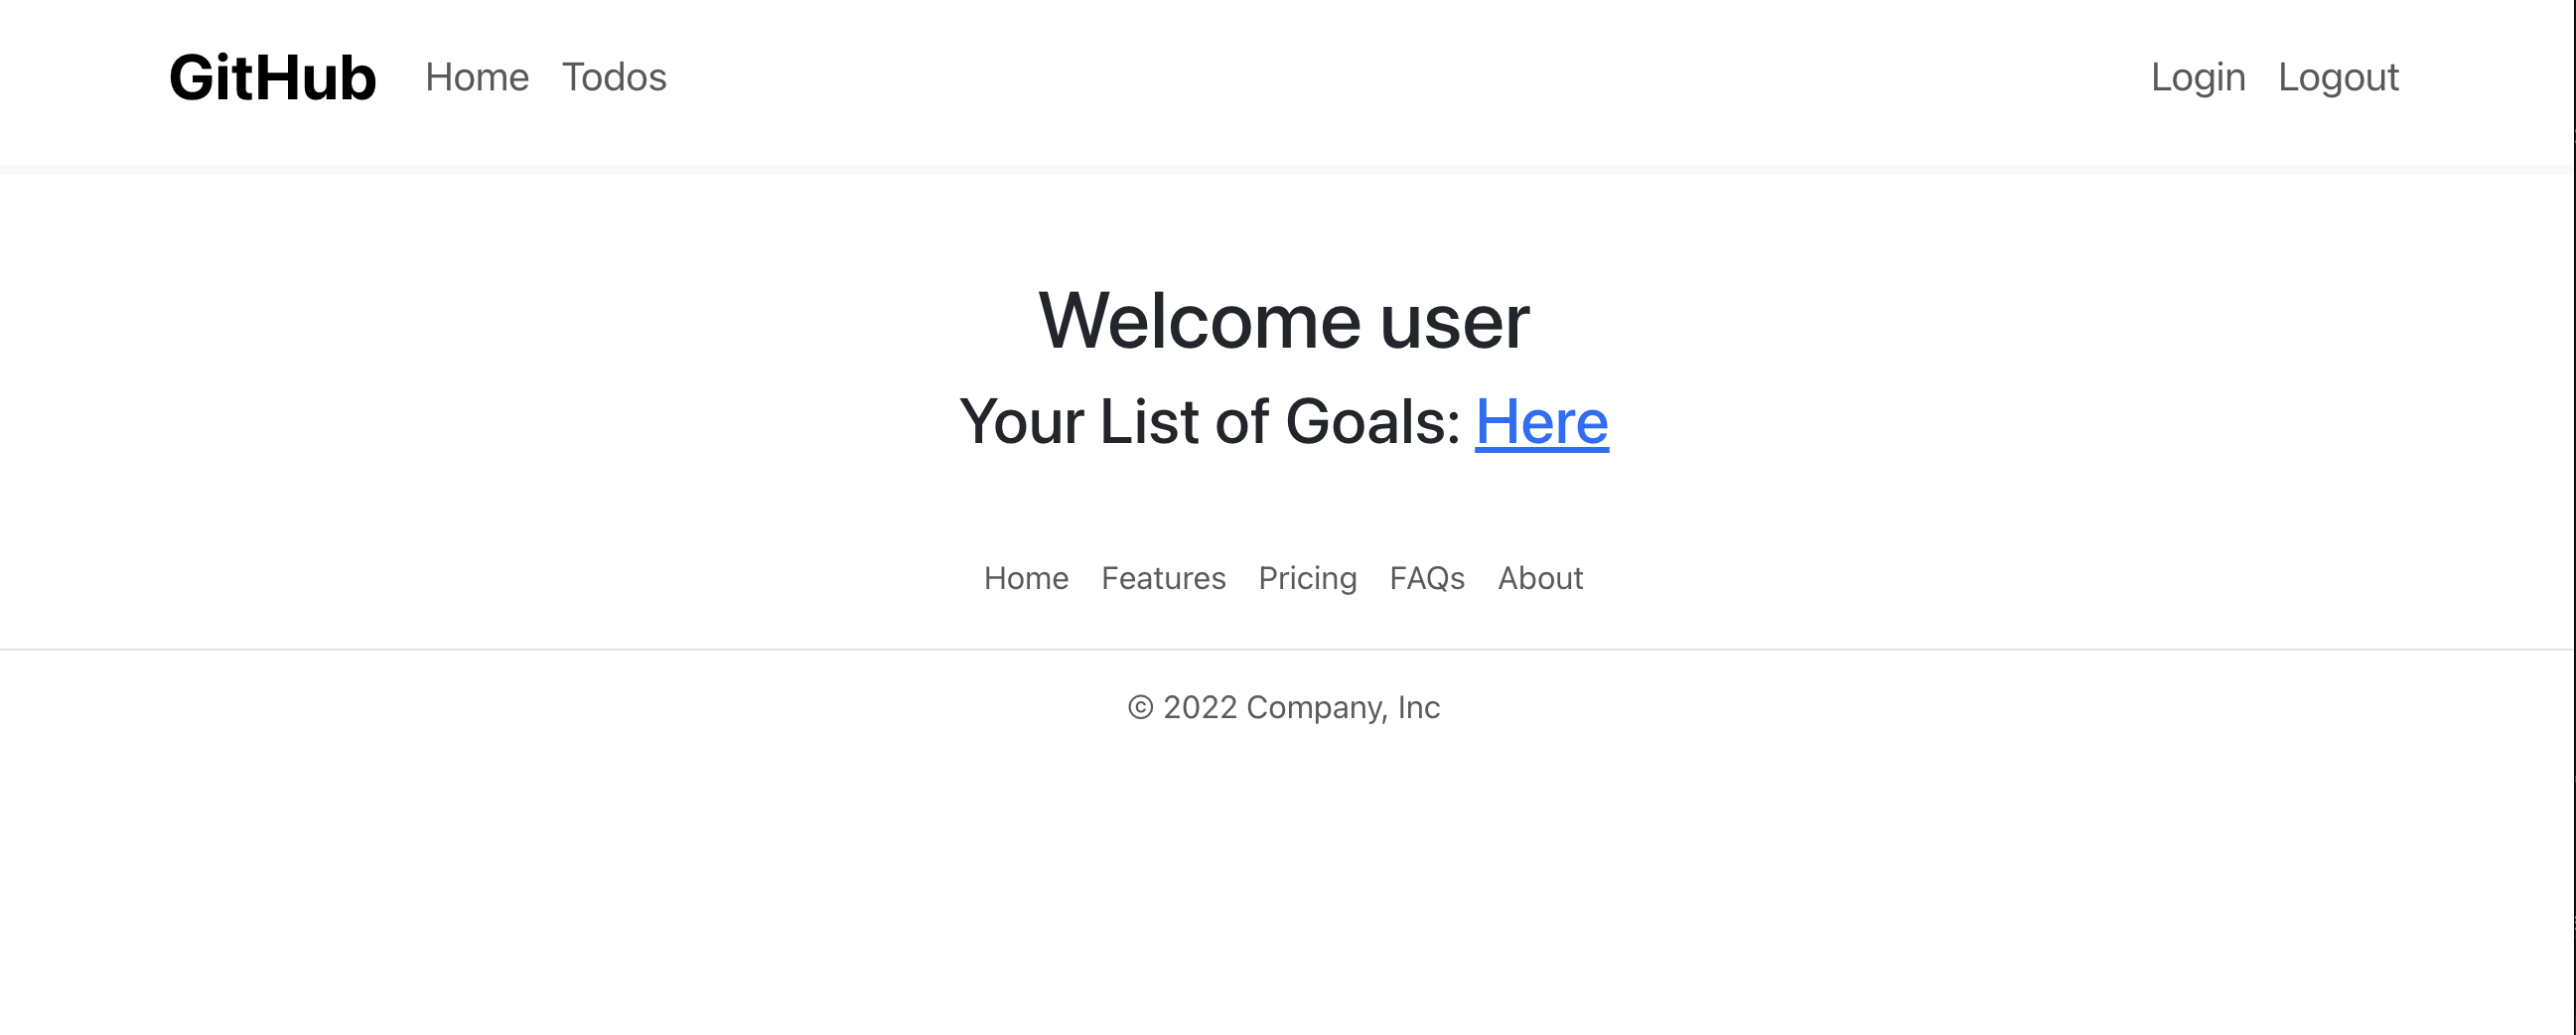 GitHub Home Todos Login Logout
Welcome user
Your List of Goals: Here
Home Features Pricing FAQs About
© 2022 Company, Inc